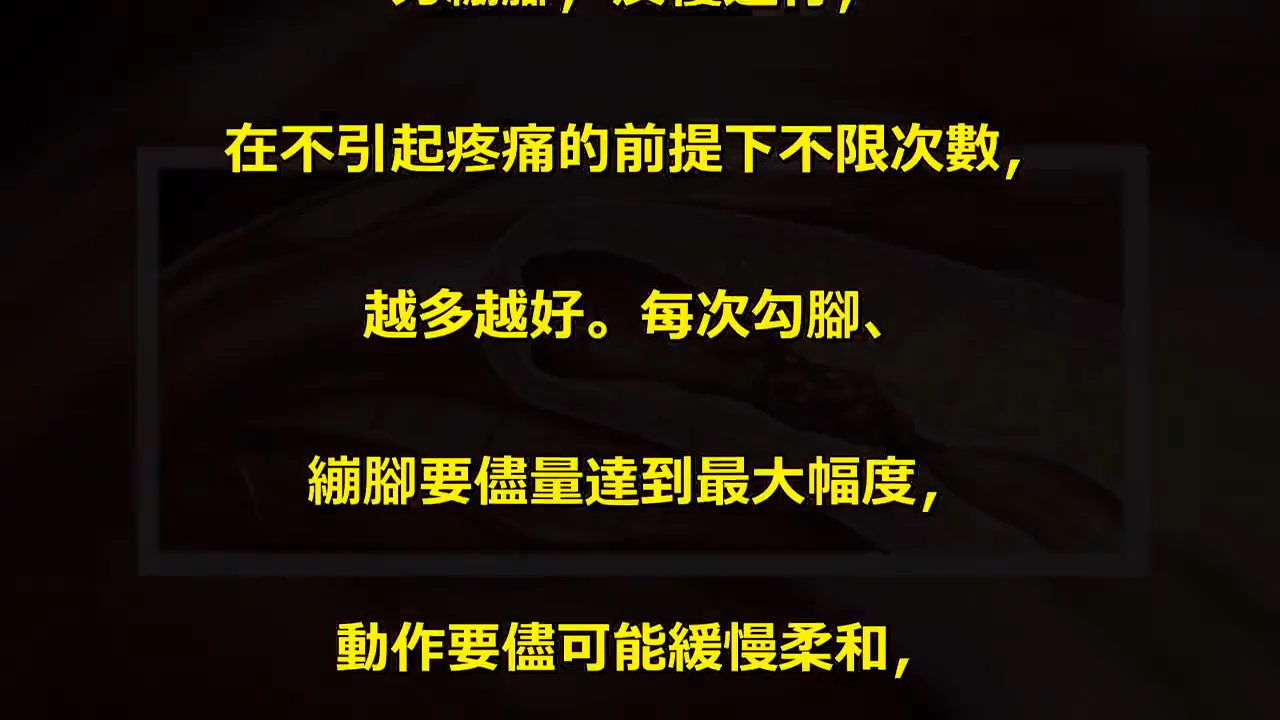 在不引起疼痛的前提下不限次數，
越多越好。每次勾腳、
繃腳要儘量達到最大幅度，
動作要儘可能緩慢柔和，